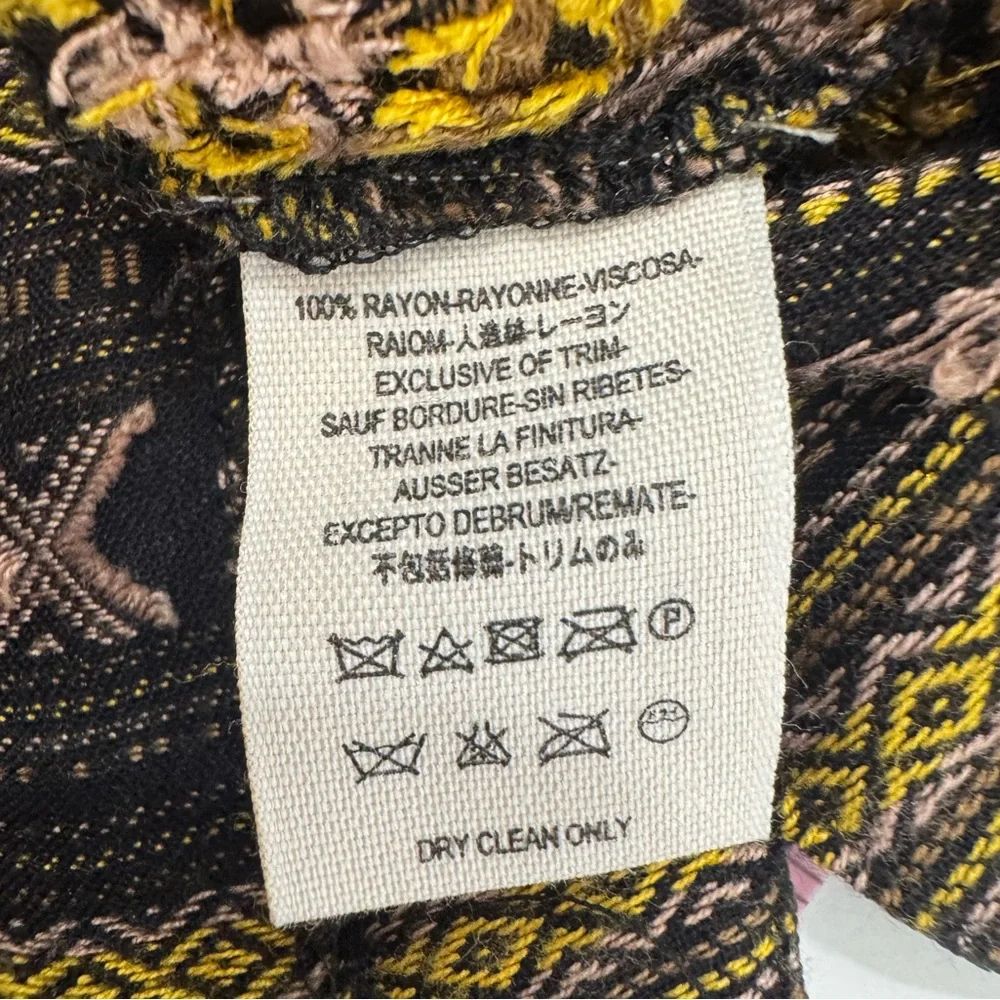 100% RAYON-RAYONNE-VISCOSA-
RAIOM-人造絲-レーヨン
EXCLUSIVE OF TRIM-
SAUF BORDURE-SIN RIBETES-
TRANNE LA FINITURA-
AUSSER BESATZ-
EXCEPTO DEBRUM/REMATE-
不包括修輯-トリムのみ
P
DRY CLEAN ONLY